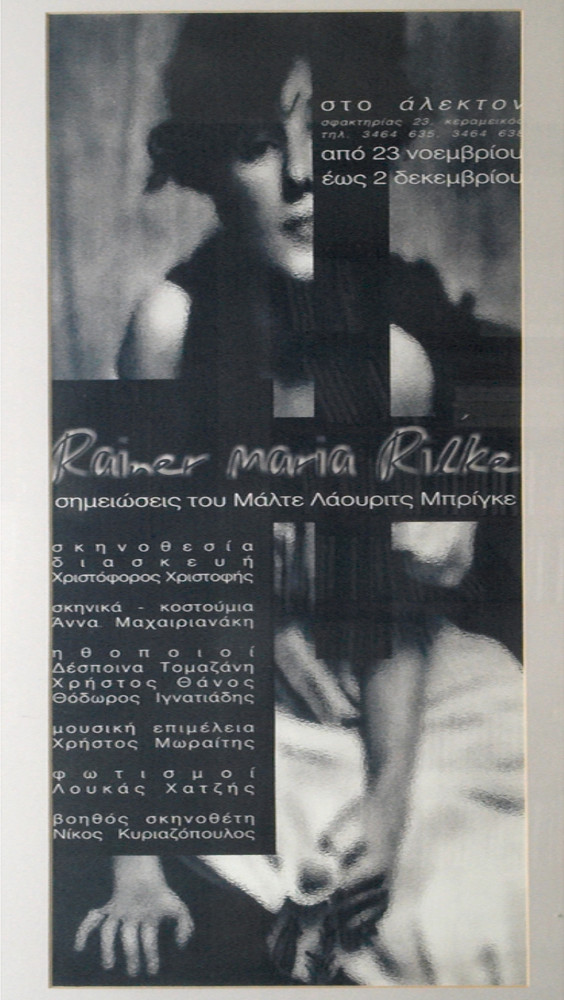 στο άλεκτον
σφακτηρίας 23, κεραμεικός
τηλ. 3464 635, 3464 638
από 23 νοεμβρίου
έως 2 δεκεμβρίου
Rainer Maria Rilke
σημειώσεις του Μάλτε Λάουριτς Μπρίγκε
σκηνοθεσία
διασκευή
Χριστόφορος Χριστοφής
σκηνικά - κοστούμια
Άννα Μαχαιριανάκη
ηθοποιοί
Δέσποινα Τομαζάνη
Χρήστος Θάνος
Θόδωρος Ιγνατιάδης
μουσική επιμέλεια
Χρήστος Μωραίτης
φωτισμοί
Λουκάς Χατζής
βοηθός σκηνοθέτη
Νίκος Κυριαζόπουλος